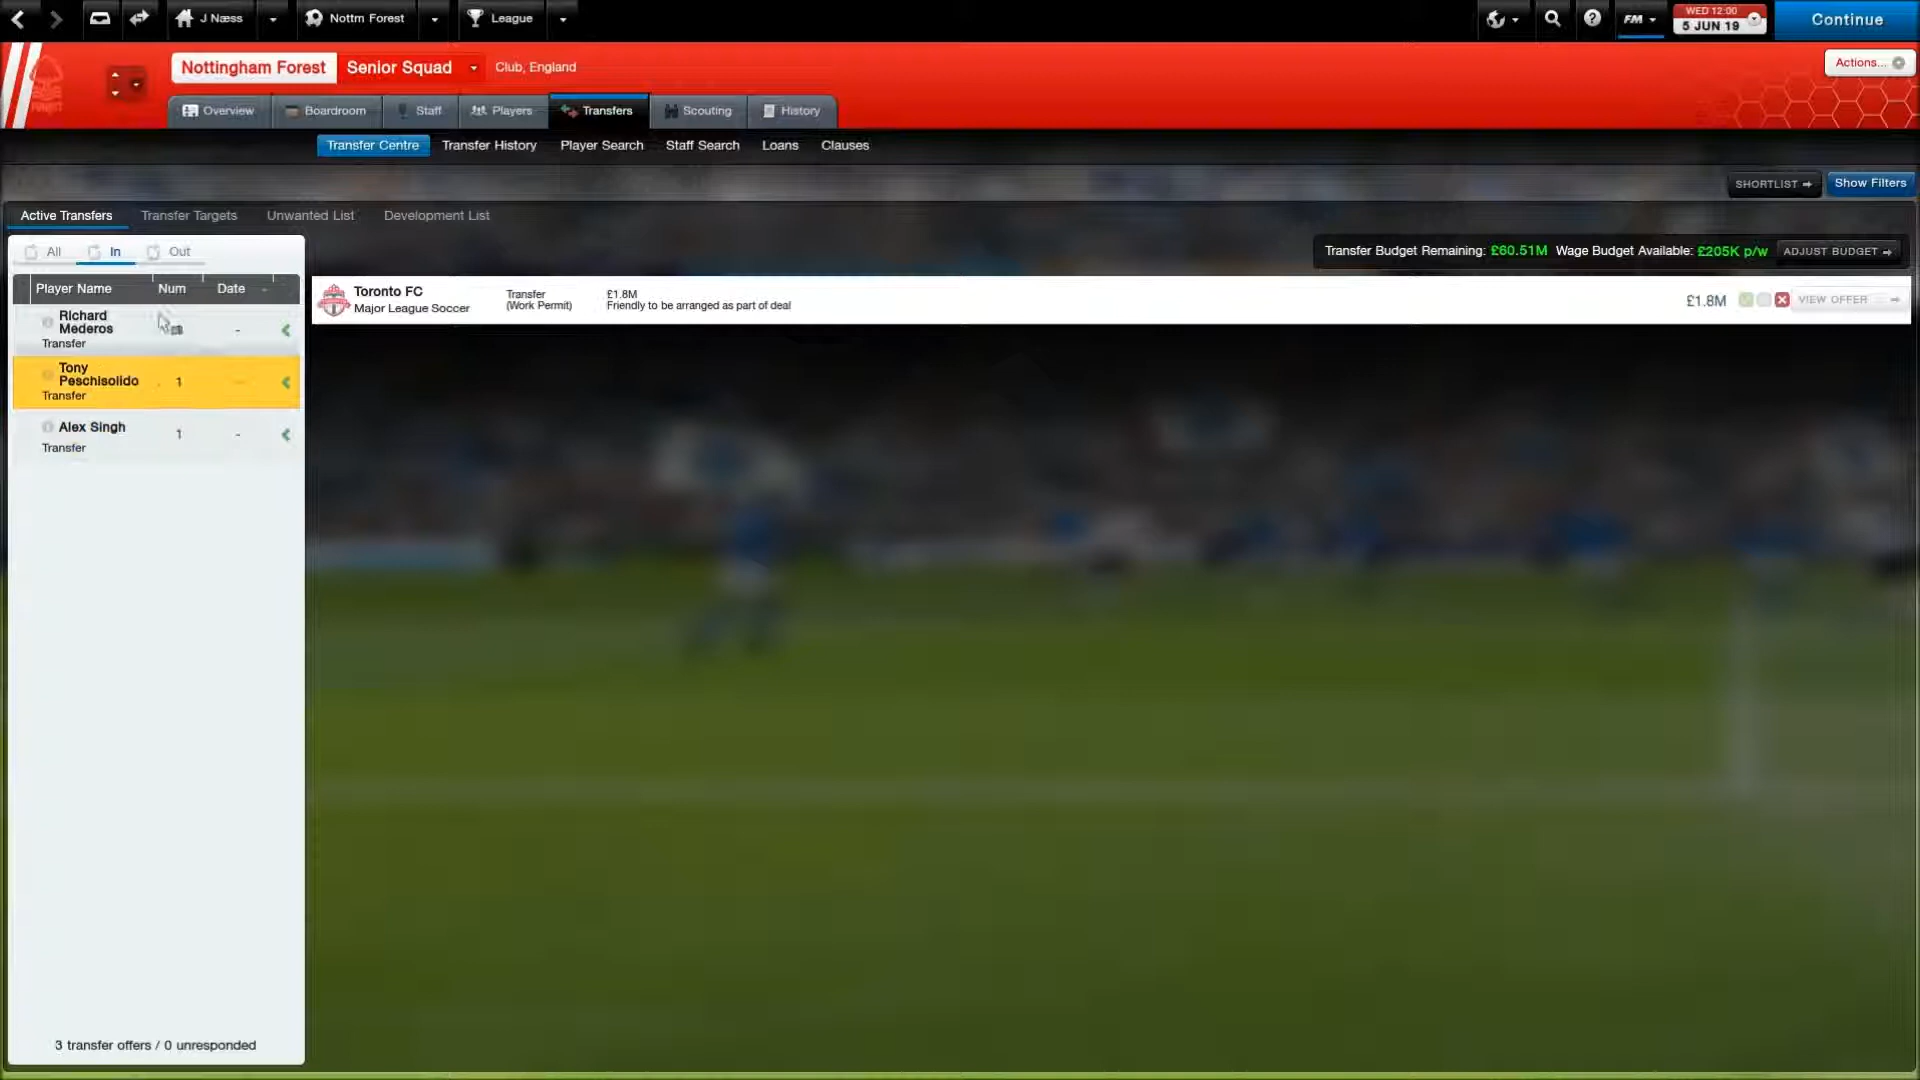 J Næss
Nottm Forest
League
FM
WED 12:00
5 JUN 19
Continue
Nottingham Forest
Senior Squad
Club, England
Actions...
Overview
Boardroom
Staff
Players
Transfers
Scouting
History
Transfer Centre
Transfer History
Player Search
Staff Search
Loans
Clauses
SHORTLIST
Show Filters
Active Transfers
Transfer Targets
Unwanted List
Development List
All
In
Out
Transfer Budget Remaining: £60.51M Wage Budget Available: £205K p/w
ADJUST BUDGET
Player Name
Num
Date
Richard
Mederos
-
Transfer
Tony
Peschisolido
1
Transfer
Alex Singh
1
-
Transfer
Toronto FC
Major League Soccer
Transfer
(Work Permit)
£1.8M
Friendly to be arranged as part of deal
£1.8M
VIEW OFFER
3 transfer offers / 0 unresponded